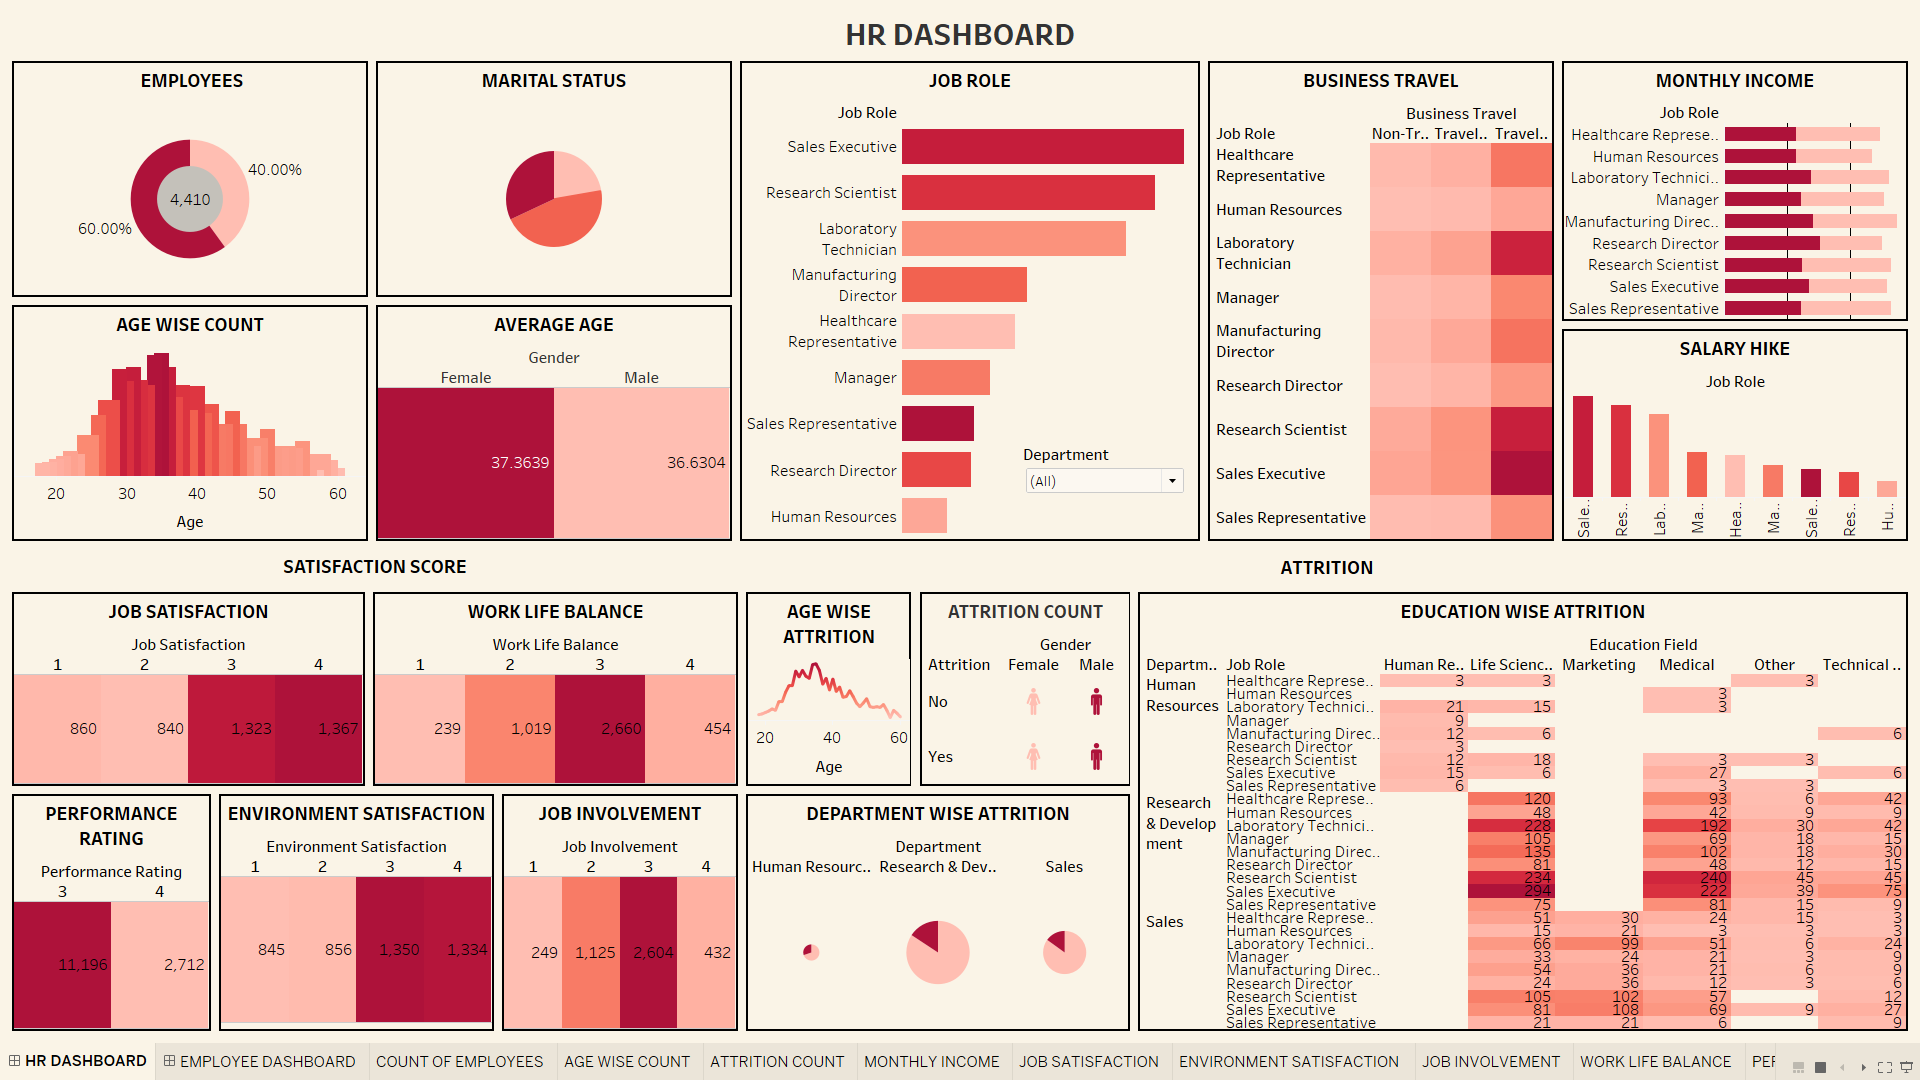 HR DASHBOARD
EMPLOYEES
40.00%
4,410
60.00%
MARITAL STATUS
JOB ROLE
Job Role
Sales Executive
Research Scientist
Laboratory
Technician
Manufacturing
Director
Healthcare
Representative
Manager
Sales Representative
Research Director
Human Resources
Department
(All)
BUSINESS TRAVEL
Business Travel
Job Role Non-Tr.. Travel.. Travel..
Healthcare
Representative
Human Resources
Laboratory
Technician
Manager
Manufacturing
Director
Research Director
Research Scientist
Sales Executive
Sales Representative
MONTHLY INCOME
Job Role
Healthcare Represe..
Human Resources
Laboratory Technici..
Manager
Manufacturing Direc..
Research Director
Research Scientist
Sales Executive
Sales Representative
AGE WISE COUNT
20 30 40 50 60
Age
AVERAGE AGE
Gender
Female Male
37.3639 36.6304
SALARY HIKE
Job Role
Sale.. Res.. Lab.. Ma.. Hea.. Ma.. Sale.. Res.. Hu..
SATISFACTION SCORE
JOB SATISFACTION
Job Satisfaction
1 2 3 4
860 840 1,323 1,367
WORK LIFE BALANCE
Work Life Balance
1 2 3 4
239 1,019 2,660 454
PERFORMANCE
RATING
Performance Rating
3 4
11,196 2,712
ENVIRONMENT SATISFACTION
Environment Satisfaction
1 2 3 4
845 856 1,350 1,334
JOB INVOLVEMENT
Job Involvement
1 2 3 4
249 1,125 2,604 432
ATTRITION
AGE WISE
ATTRITION
20 40 60
Age
ATTRITION COUNT
Gender
Attrition Female Male
No
Yes
DEPARTMENT WISE ATTRITION
Department
Human Resourc.. Research & Dev.. Sales
EDUCATION WISE ATTRITION
Education Field
Departm.. Job Role Human Re.. Life Scienc.. Marketing Medical Other Technical ..
Human
Resources
Healthcare Represe.. 3 3 3
Human Resources 3
Laboratory Technici.. 21 15 3
Manager 9
Manufacturing Direc.. 12 6 6
Research Director 3
Research Scientist 12 18 3 3
Sales Executive 15 6 27 6
Sales Representative 6 3 3
Research
& Develop
ment
Healthcare Represe.. 120 93 6 42
Human Resources 48 42 9 9
Laboratory Technici.. 228 192 30 42
Manager 105 69 18 15
Manufacturing Direc.. 135 102 18 30
Research Director 81 48 12 15
Research Scientist 234 240 45 45
Sales Executive 294 222 39 75
Sales Representative 75 81 15 9
Sales
Healthcare Represe.. 51 30 24 15 3
Human Resources 15 21 3 3 3
Laboratory Technici.. 66 99 51 6 24
Manager 33 24 21 3 9
Manufacturing Direc.. 54 36 21 6 9
Research Director 24 36 12 3 6
Research Scientist 105 102 57 12
Sales Executive 81 108 69 9 27
Sales Representative 21 21 6 9
HR DASHBOARD EMPLOYEE DASHBOARD COUNT OF EMPLOYEES AGE WISE COUNT ATTRITION COUNT MONTHLY INCOME JOB SATISFACTION ENVIRONMENT SATISFACTION JOB INVOLVEMENT WORK LIFE BALANCE